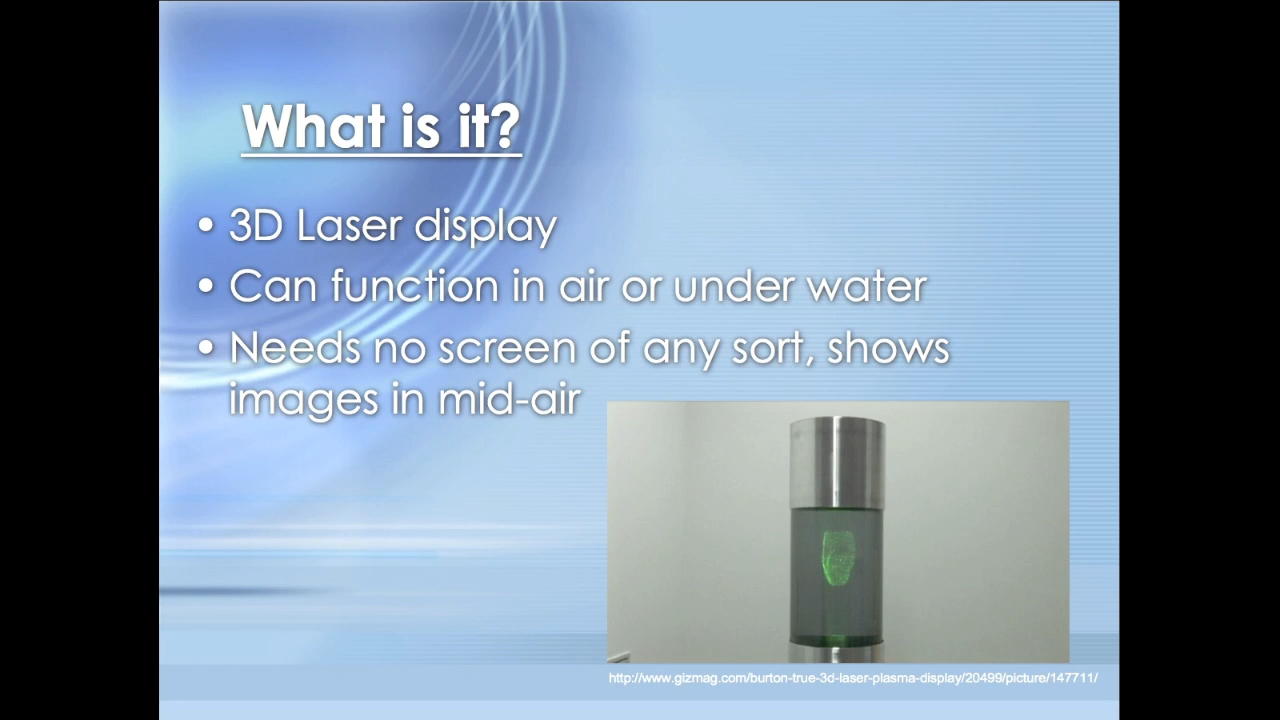 What is it?
• 3D Laser display
• Can function in air or under water
• Needs no screen of any sort, shows
images in mid-air
http://www.gizmag.com/burton-true-3d-laser-plasma-display/20499/picture/147711/